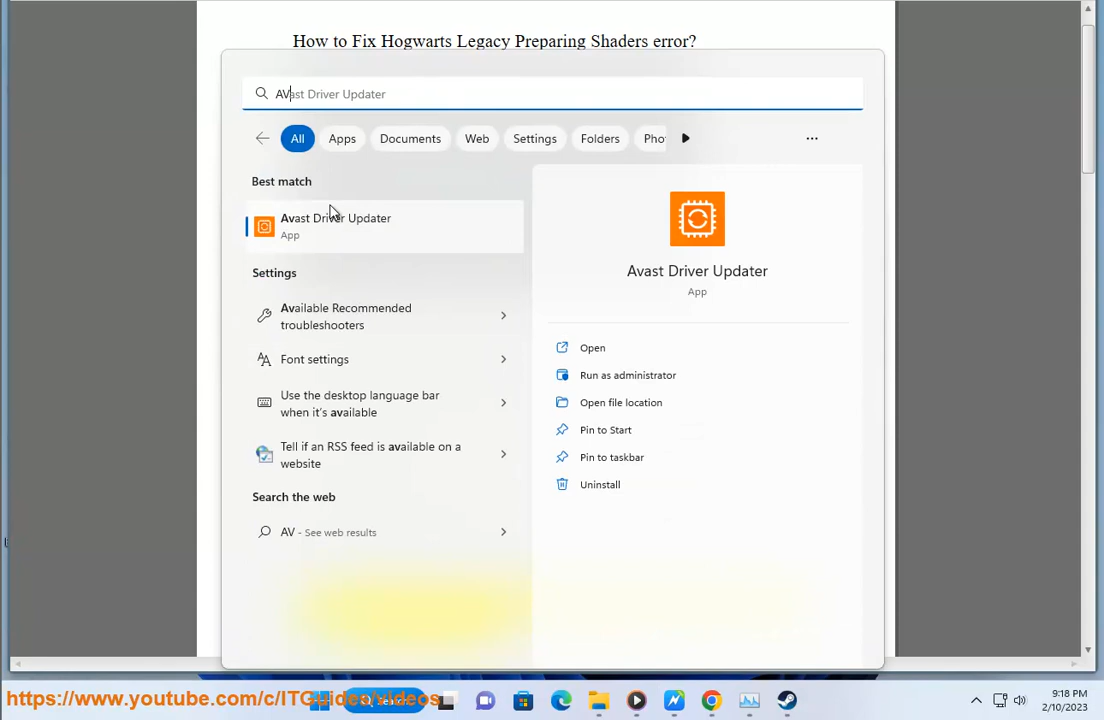 How to Fix Hogwarts Legacy Preparing Shaders error?
AVast Driver Updater
All
Apps
Documents
Web
Settings
Folders
Pho
Best match
Avast Driver Updater
App
Settings
Available Recommended
troubleshooters
Font settings
Use the desktop language bar
when it's available
Tell if an RSS feed is available on a
website
Search the web
AV - See web results
Avast Driver Updater
App
Open
Run as administrator
Open file location
Pin to Start
Pin to taskbar
Uninstall
https://www.youtube.com/c/ITGuides/videos
9:18 PM
2/10/2023